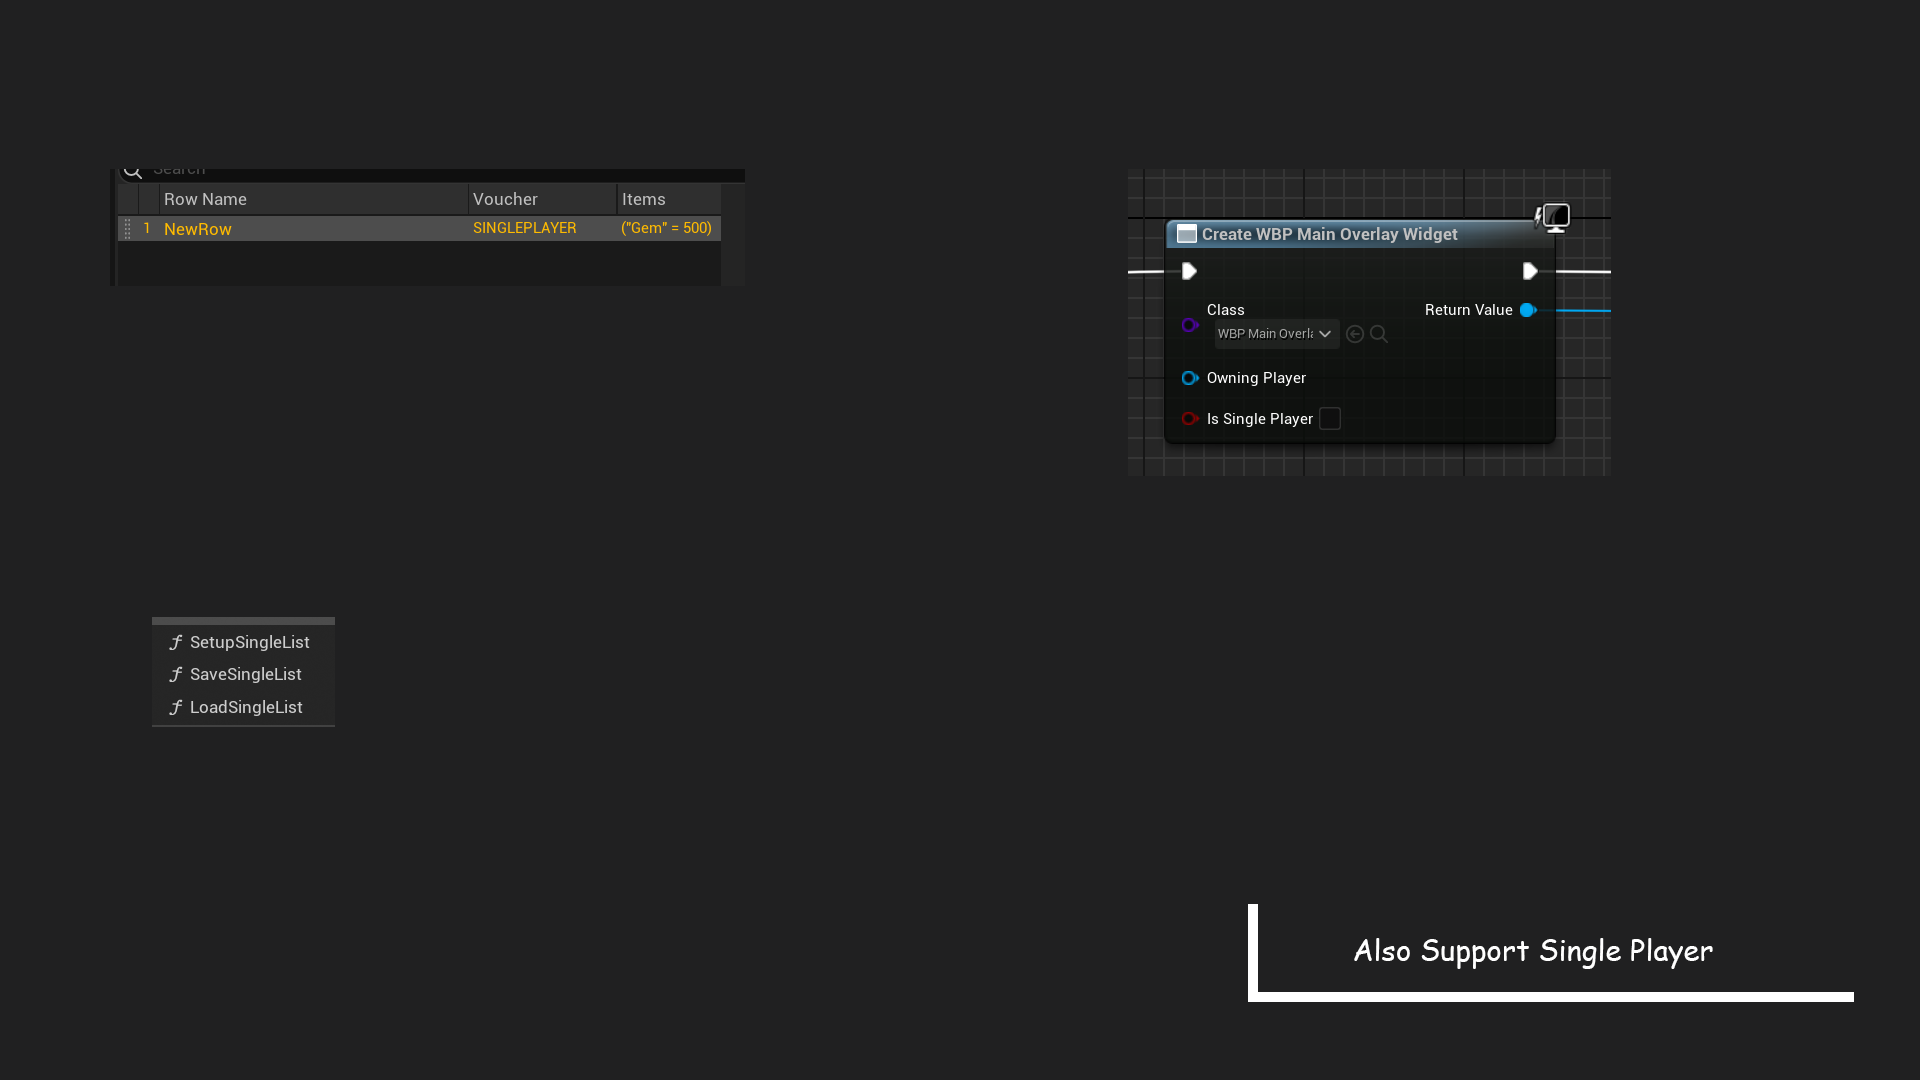 Search
Row Name Voucher Items
1 NewRow SINGLEPLAYER ("Gem" = 500)
Create WBP Main Overlay Widget
Class Return Value
WBP Main Overla
Owning Player
Is Single Player
SetupSingleList
SaveSingleList
LoadSingleList
Also Support Single Player